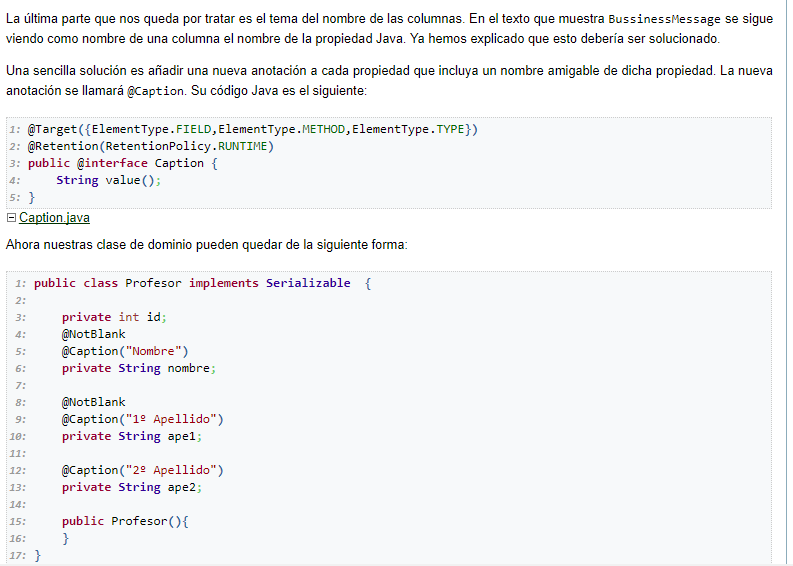 La última parte que nos queda por tratar es el tema del nombre de las columnas. En el texto que muestra BussinessMessage se sigue
viendo como nombre de una columna el nombre de la propiedad Java. Ya hemos explicado que esto debería ser solucionado.
Una sencilla solución es añadir una nueva anotación a cada propiedad que incluya un nombre amigable de dicha propiedad. La nueva
anotación se llamará @Caption. Su código Java es el siguiente:
1: @Target({ElementType.FIELD,ElementType.METHOD,ElementType.TYPE})
2: @Retention(RetentionPolicy.RUNTIME)
3: public @interface Caption {
4:     String value();
5: }
Caption.java
Ahora nuestras clase de dominio pueden quedar de la siguiente forma:
1: public class Profesor implements Serializable  {
2:
3:     private int id;
4:     @NotBlank
5:     @Caption("Nombre")
6:     private String nombre;
7:
8:     @NotBlank
9:     @Caption("1º Apellido")
10:     private String ape1;
11:
12:     @Caption("2º Apellido")
13:     private String ape2;
14:
15:     public Profesor(){
16:     }
17: }